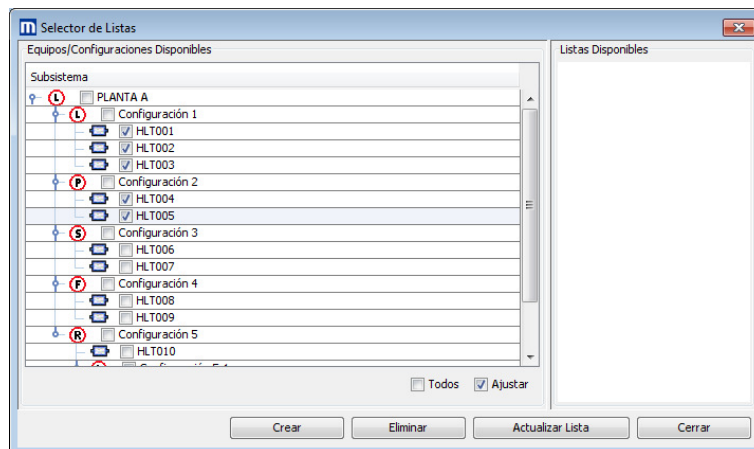 m Selector de Listas
Equipos/Configuraciones Disponibles
Listas Disponibles
Subsistema
L PLANTA A
L Configuración 1
HLT001
HLT002
HLT003
P Configuración 2
HLT004
HLT005
S Configuración 3
HLT006
HLT007
F Configuración 4
HLT008
HLT009
R Configuración 5
HLT010
Todos Ajustar
Crear Eliminar Actualizar Lista Cerrar